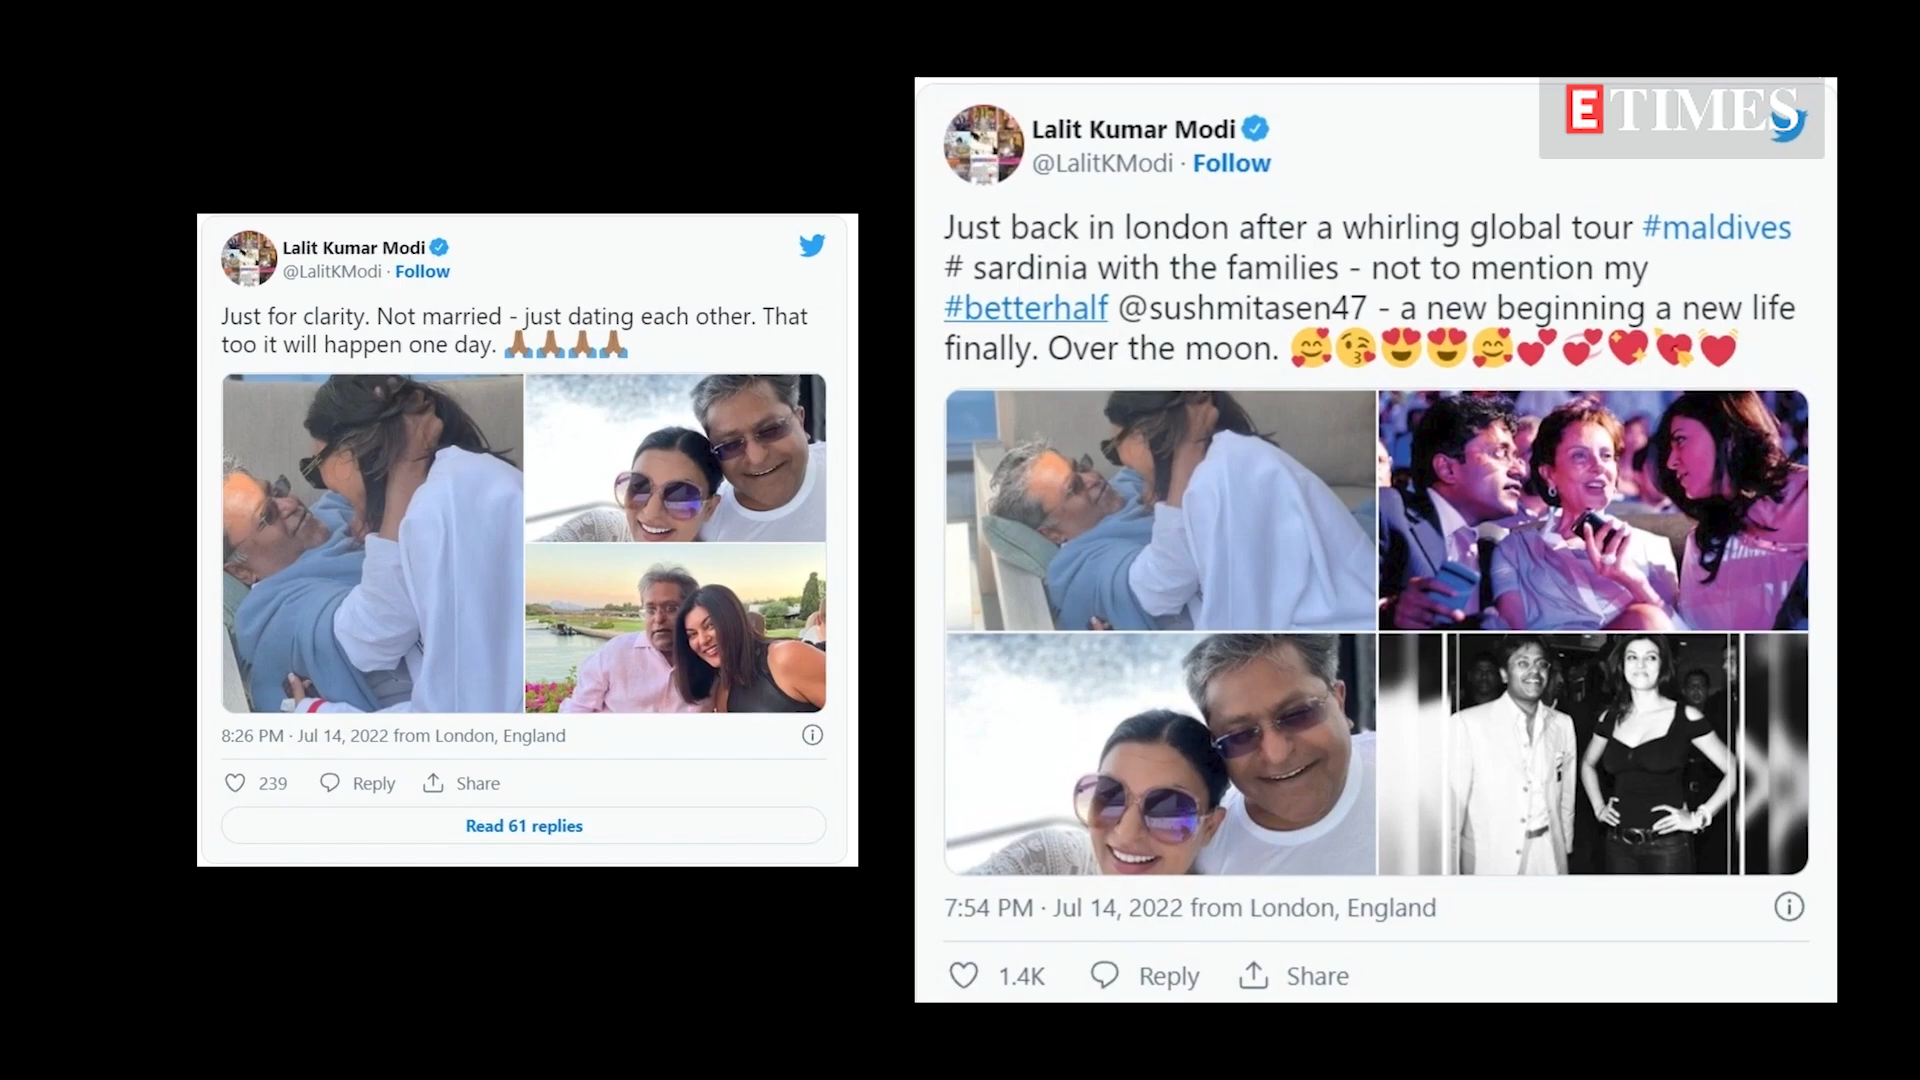 Lalit Kumar Modi
@LalitKModi · Follow
Just for clarity. Not married - just dating each other. That
too it will happen one day. 🙏🏽🙏🏽🙏🏽🙏🏽
8:26 PM · Jul 14, 2022 from London, England
239 Reply Share
Read 61 replies
ETIMES
Lalit Kumar Modi
@LalitKModi · Follow
Just back in london after a whirling global tour #maldives
# sardinia with the families - not to mention my
#betterhalf @sushmitasen47 - a new beginning a new life
finally. Over the moon. 🥰😘😍😍🥰💕💞💖💘💓
7:54 PM · Jul 14, 2022 from London, England
1.4K Reply Share